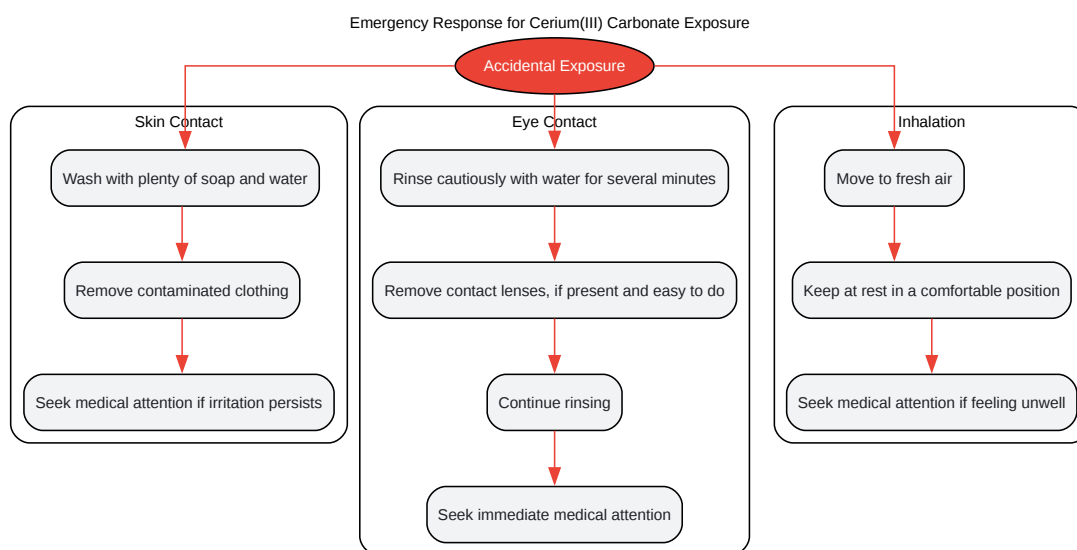 Emergency Response for Cerium(III) Carbonate Exposure
Accidental Exposure
Skin Contact
Wash with plenty of soap and water
Remove contaminated clothing
Seek medical attention if irritation persists
Eye Contact
Rinse cautiously with water for several minutes
Remove contact lenses, if present and easy to do
Continue rinsing
Seek immediate medical attention
Inhalation
Move to fresh air
Keep at rest in a comfortable position
Seek medical attention if feeling unwell